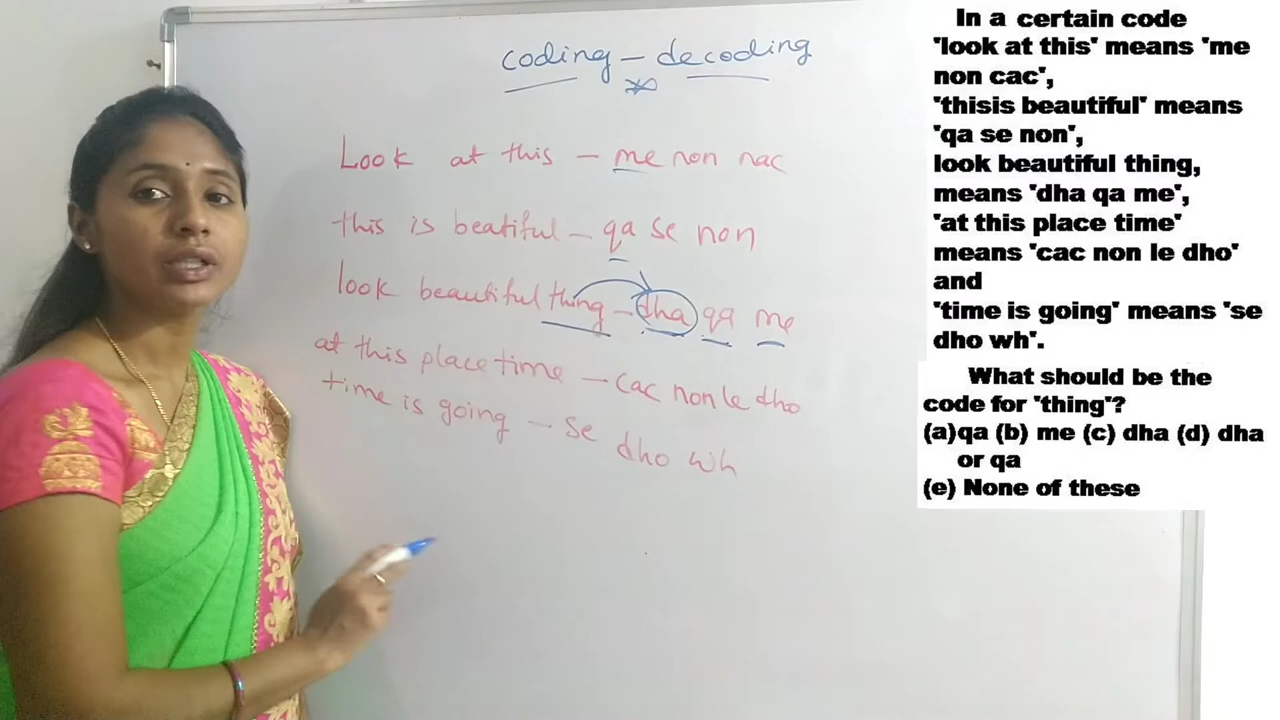 coding - decoding
Look at this - me non nac
this is beatiful - qa se non
look beautiful thing - dha qa me
at this place time - cac non le dho
time is going - se dho wh
In a certain code
'look at this' means 'me
non cac',
'thisis beautiful' means
'qa se non',
look beautiful thing,
means 'dha qa me',
'at this place time'
means 'cac non le dho'
and
'time is going' means 'se
dho wh'.
What should be the
code for 'thing'?
(a)qa (b) me (c) dha (d) dha
or qa
(e) None of these